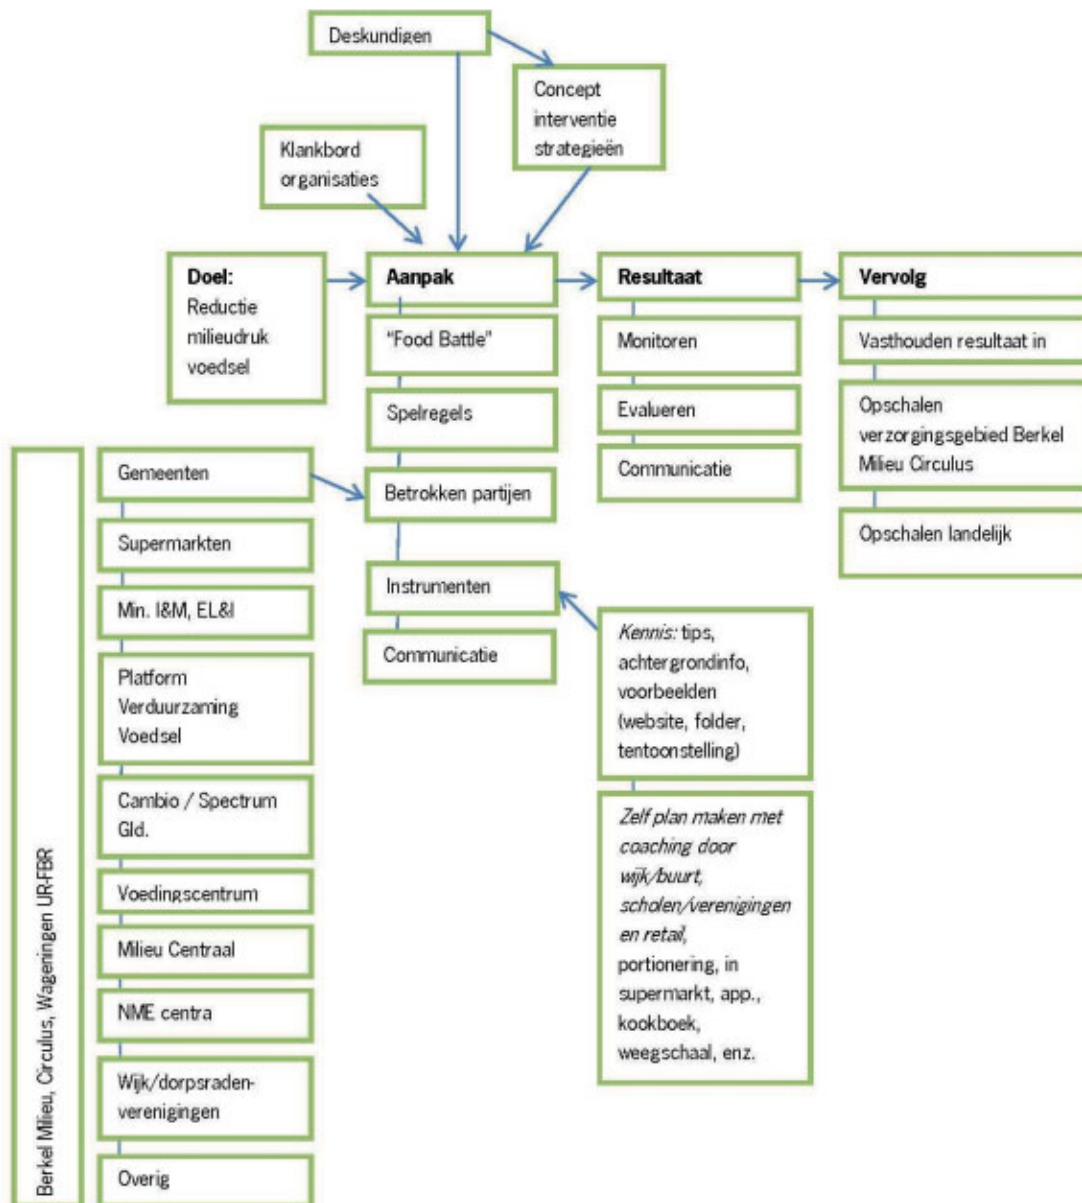 Deskundigen
Concept
interventie
strategieën
Klankbord
organisaties
Doel:
Reductie
milieudruk
voedsel
Aanpak
"Food Battle"
Spelregels
Betrokken partijen
Instrumenten
Communicatie
Resultaat
Monitoren
Evalueren
Communicatie
Vervolg
Vasthouden resultaat in
Opschalen
verzorgingsgebied Berkel
Milieu Circulus
Opschalen landelijk
Berkel Milieu, Circulus, Wageningen UR-FBR
Gemeenten
Supermarkten
Min. I&M, EL&I
Platform
Verduurzaming
Voedsel
Cambio / Spectrum
Gld.
Voedingscentrum
Milieu Centraal
NME centra
Wijk/dorpsraden-
verenigingen
Overig
Kennis: tips,
achtergrondinfo,
voorbeelden
(website, folder,
tentoonstelling)
Zelf plan maken met
coaching door
wijk/buurt,
scholen/verenigingen
en retail,
portionering, in
supermarkt, app.,
kookboek,
weegschaal, enz.